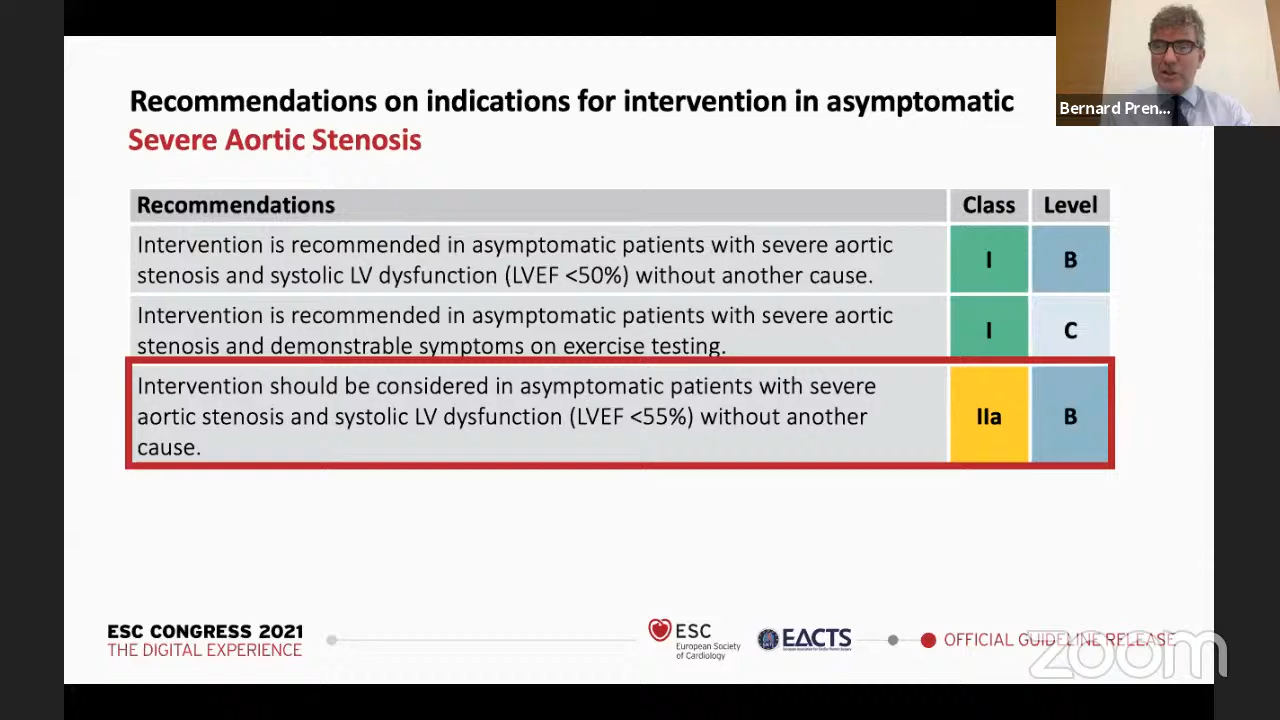 Recommendations on indications for intervention in asymptomatic
Severe Aortic Stenosis
Bernard Pren...
Recommendations Class Level
Intervention is recommended in asymptomatic patients with severe aortic
stenosis and systolic LV dysfunction (LVEF <50%) without another cause.
I B
Intervention is recommended in asymptomatic patients with severe aortic
stenosis and demonstrable symptoms on exercise testing.
I C
Intervention should be considered in asymptomatic patients with severe
aortic stenosis and systolic LV dysfunction (LVEF <55%) without another
cause.
IIa B
ESC CONGRESS 2021
THE DIGITAL EXPERIENCE
ESC
European Society
of Cardiology
EACTS
OFFICIAL GUIDELINE RELEASE
zoom